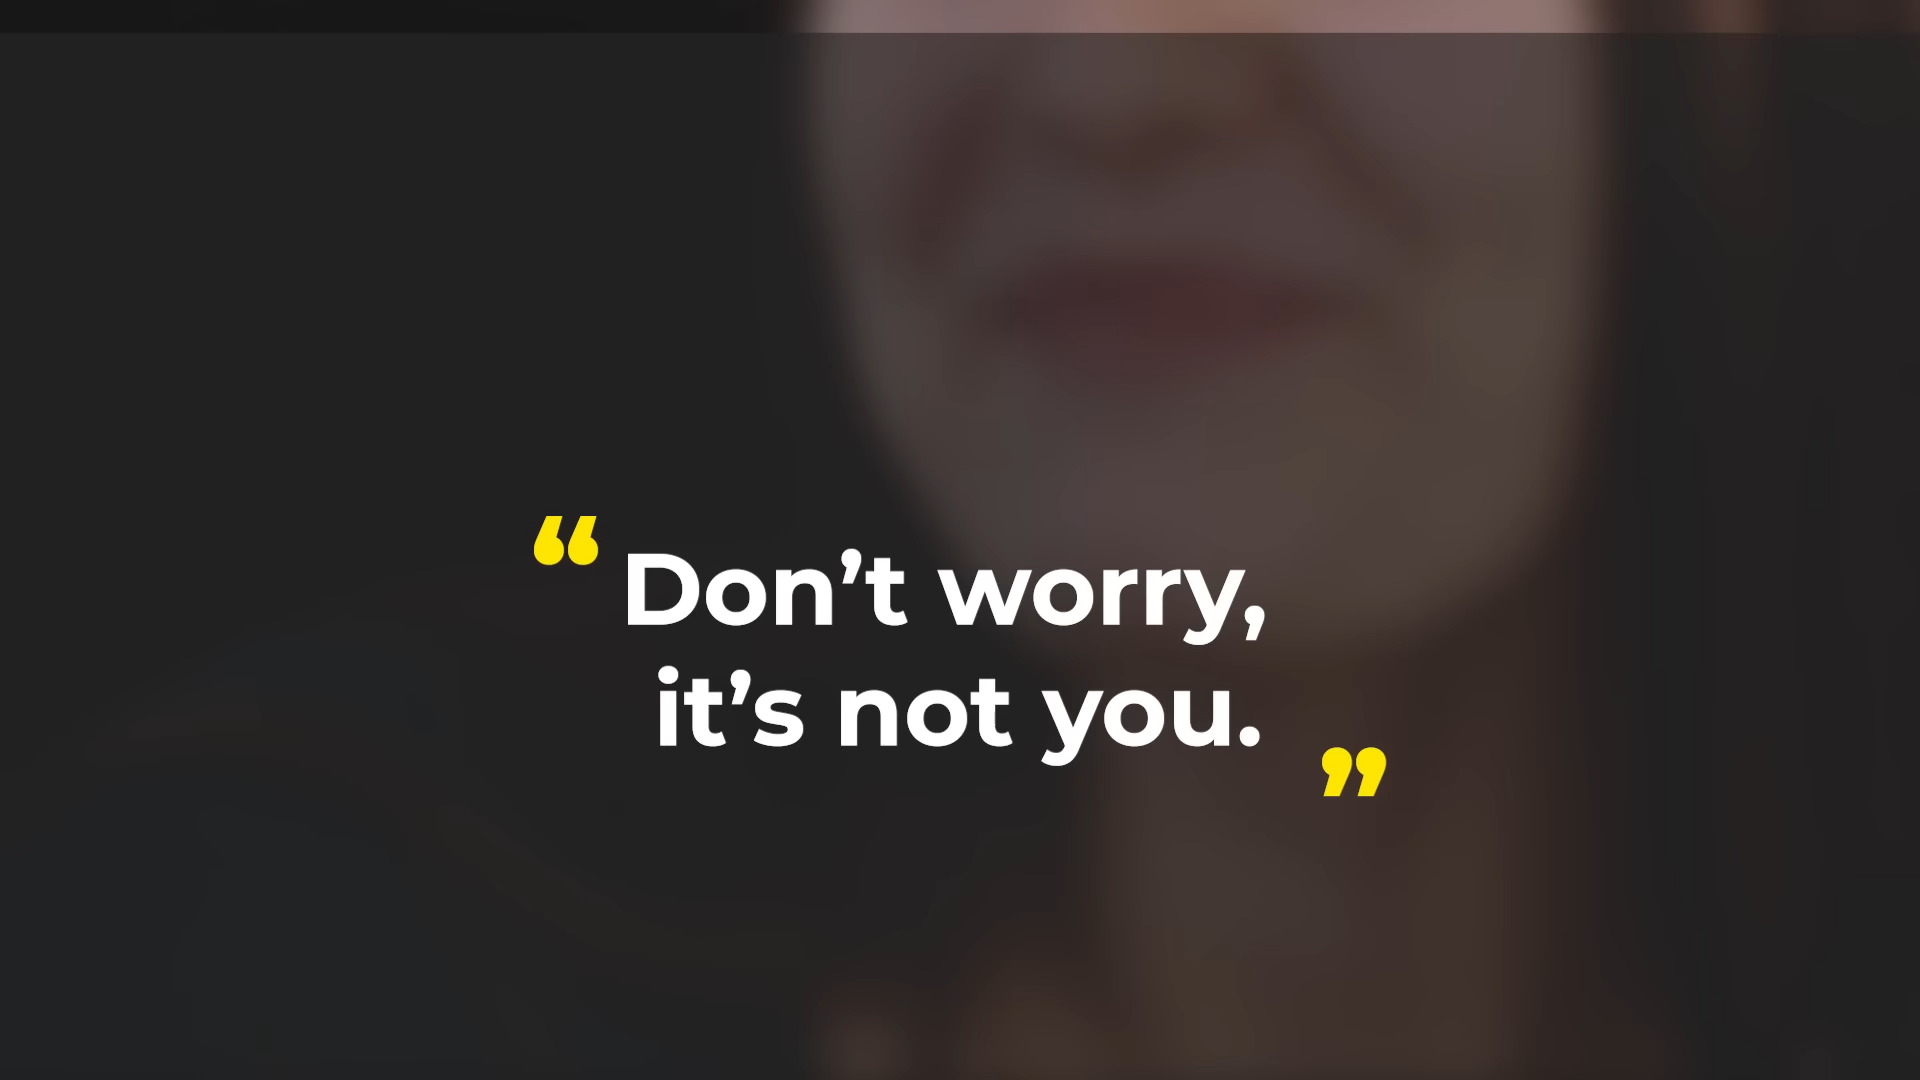 “Don’t worry,
it’s not you.”